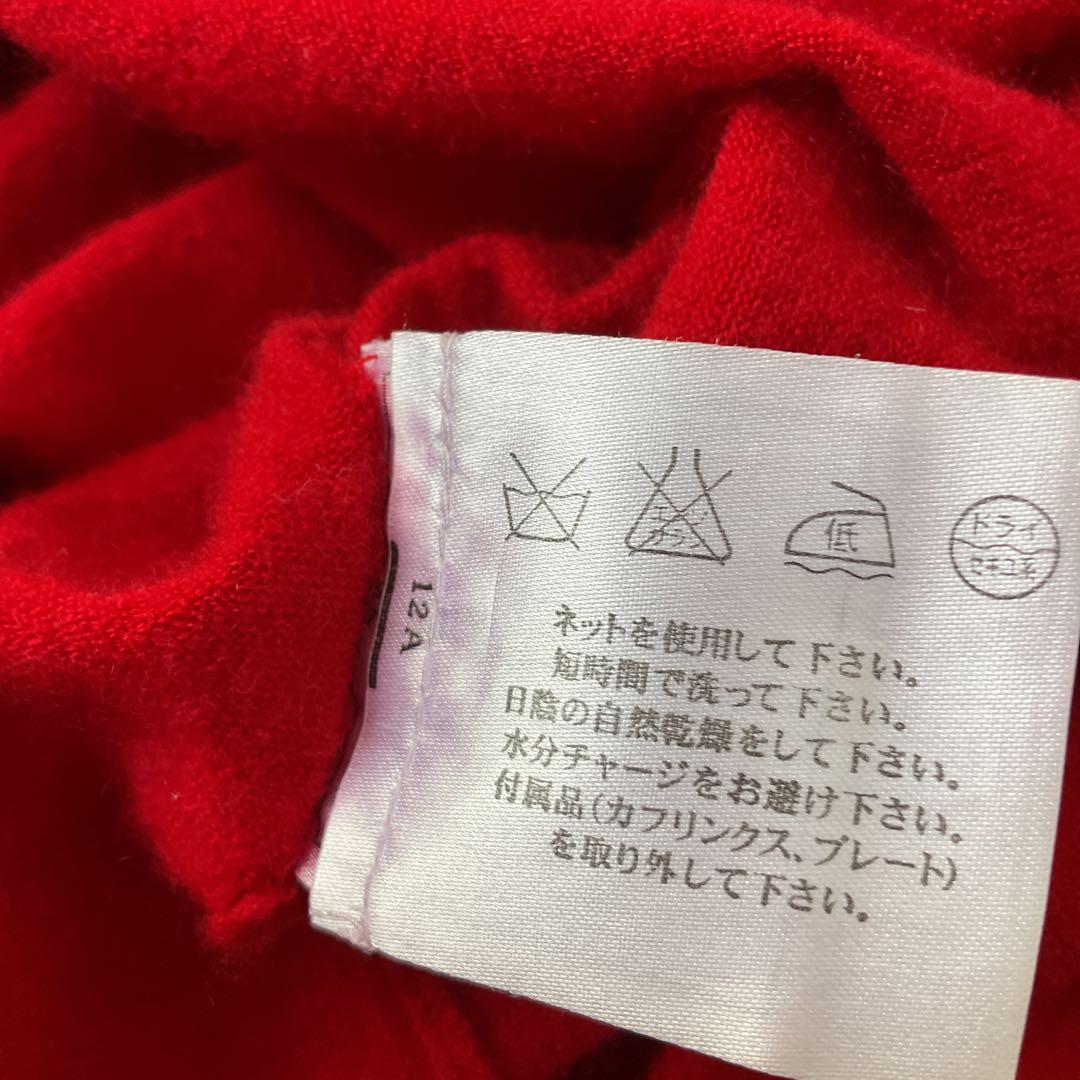 エンソ
サラシ
低
ドライ
セキユ系
12A
ネットを使用して下さい。
短時間で洗って下さい。
日陰の自然乾燥をして下さい。
水分チャージをお避け下さい。
付属品(カフリンクス、プレート)
を取り外して下さい。